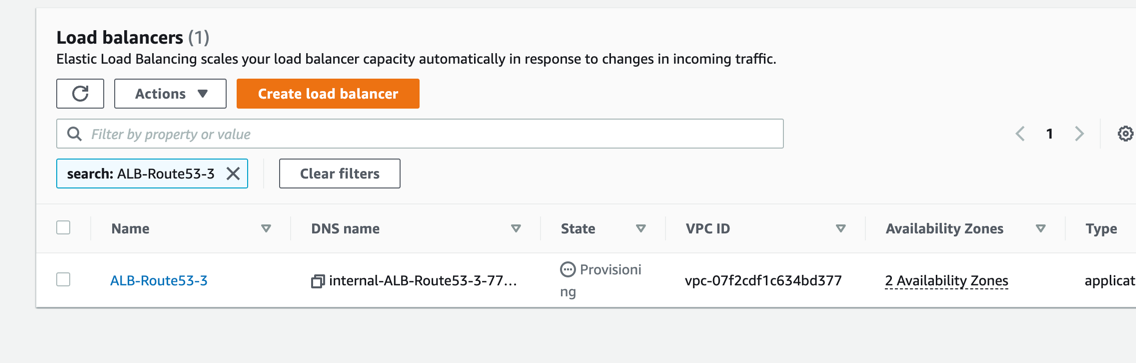 Load balancers (1)
Elastic Load Balancing scales your load balancer capacity automatically in response to changes in incoming traffic.
Actions Create load balancer
Filter by property or value 1
search: ALB-Route53-3 Clear filters
Name DNS name State VPC ID Availability Zones Type
ALB-Route53-3 internal-ALB-Route53-3-77... Provisioni vpc-07f2cdf1c634bd377 2 Availability Zones applicat
ng